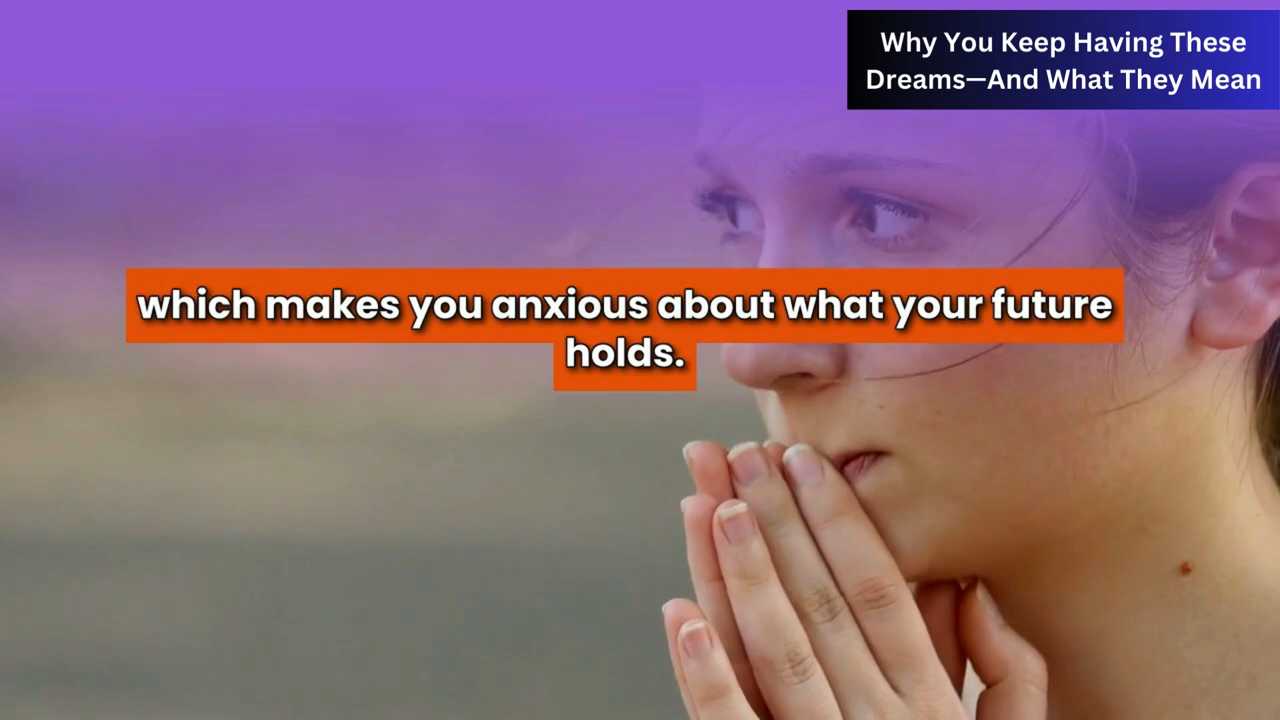 Why You Keep Having These
Dreams—And What They Mean
which makes you anxious about what your future
holds.